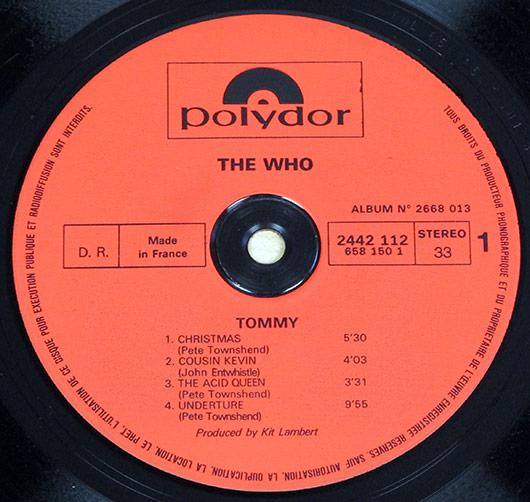 polydor
THE WHO
ALBUM N° 2668 013
D. R.
Made
in France
2442 112
658 150 1
STEREO
33
1
TOMMY
1. CHRISTMAS 5'30
(Pete Townshend)
2. COUSIN KEVIN 4'03
(John Entwhistle)
3. THE ACID QUEEN 3'31
(Pete Townshend)
4. UNDERTURE 9'55
(Pete Townshend)
Produced by Kit Lambert
TOUS DROITS DU PRODUCTEUR PHONOGRAPHIQUE ET DU PROPRIETAIRE DE L'ŒUVRE ENREGISTREE RESERVES. SAUF AUTORISATION, LA DUPLICATION, LA LOCATION, LE PRET, L'UTILISATION DE CE DISQUE POUR EXECUTION PUBLIQUE ET RADIODIFFUSION SONT INTERDITS.